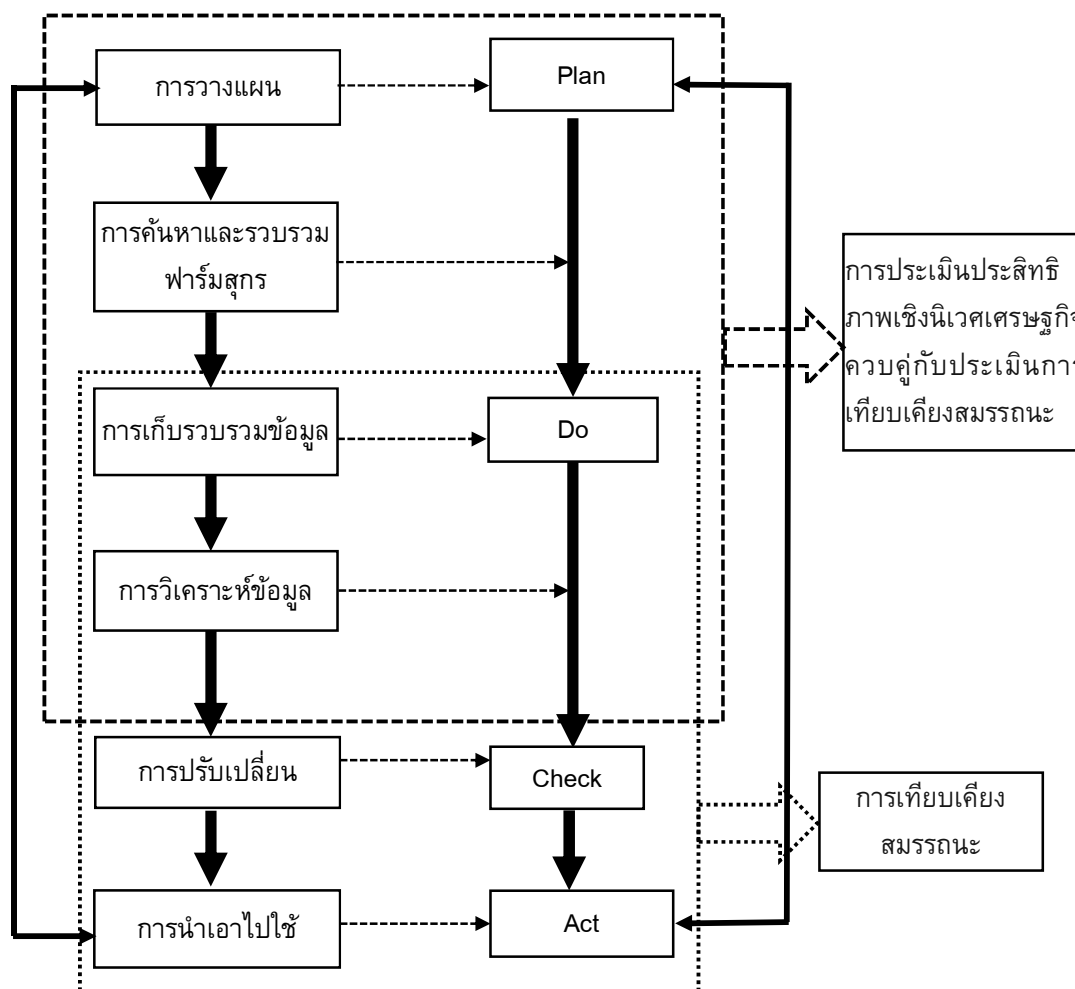 การวางแผน
Plan
การค้นหาและรวบรวม
ฟาร์มสุกร
การประเมินประสิทธิ
ภาพเชิงนิเวศเศรษฐกิจ
ควบคู่กับประเมินการ
เทียบเคียงสมรรถนะ
การเก็บรวบรวมข้อมูล
Do
การวิเคราะห์ข้อมูล
การปรับเปลี่ยน
Check
การเทียบเคียง
สมรรถนะ
การนำเอาไปใช้
Act